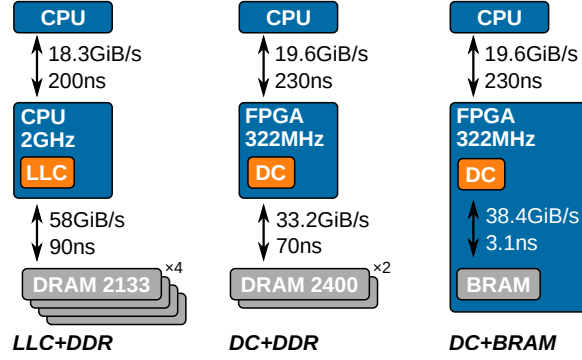 CPU
18.3GiB/s
200ns
CPU
2GHz
LLC
58GiB/s
90ns
×4
DRAM 2133
LLC+DDR
CPU
19.6GiB/s
230ns
FPGA
322MHz
DC
33.2GiB/s
70ns
×2
DRAM 2400
DC+DDR
CPU
19.6GiB/s
230ns
FPGA
322MHz
DC
38.4GiB/s
3.1ns
BRAM
DC+BRAM